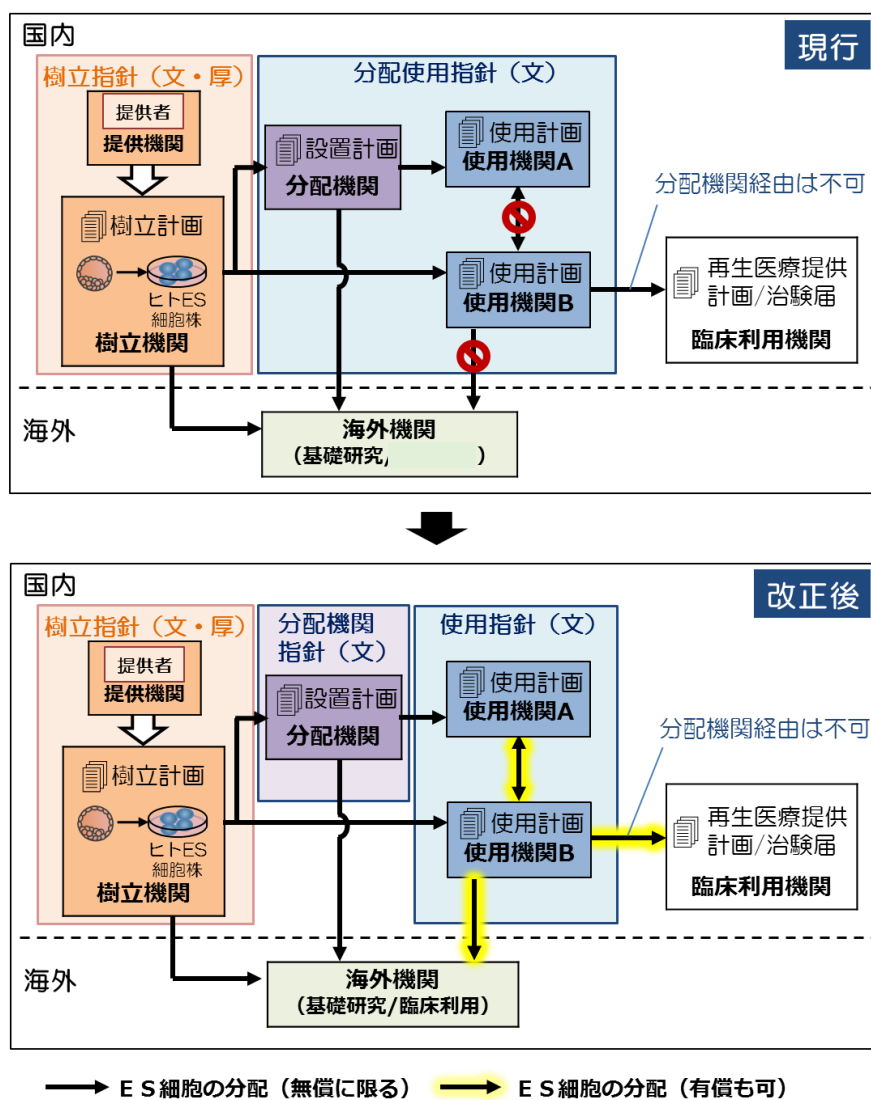 国内
現行
樹立指針（文・厚）
分配使用指針（文）
提供者
提供機関
設置計画
分配機関
使用計画
使用機関A
分配機関経由は不可
樹立計画
ヒトES
細胞株
樹立機関
使用計画
使用機関B
再生医療提供
計画/治験届
臨床利用機関
海外
海外機関
（基礎研究/ ）
国内
改正後
樹立指針（文・厚）
分配機関
指針（文）
使用指針（文）
提供者
提供機関
設置計画
分配機関
使用計画
使用機関A
分配機関経由は不可
樹立計画
ヒトES
細胞株
樹立機関
使用計画
使用機関B
再生医療提供
計画/治験届
臨床利用機関
海外
海外機関
（基礎研究/臨床利用）
ＥＳ細胞の分配（無償に限る） ＥＳ細胞の分配（有償も可）